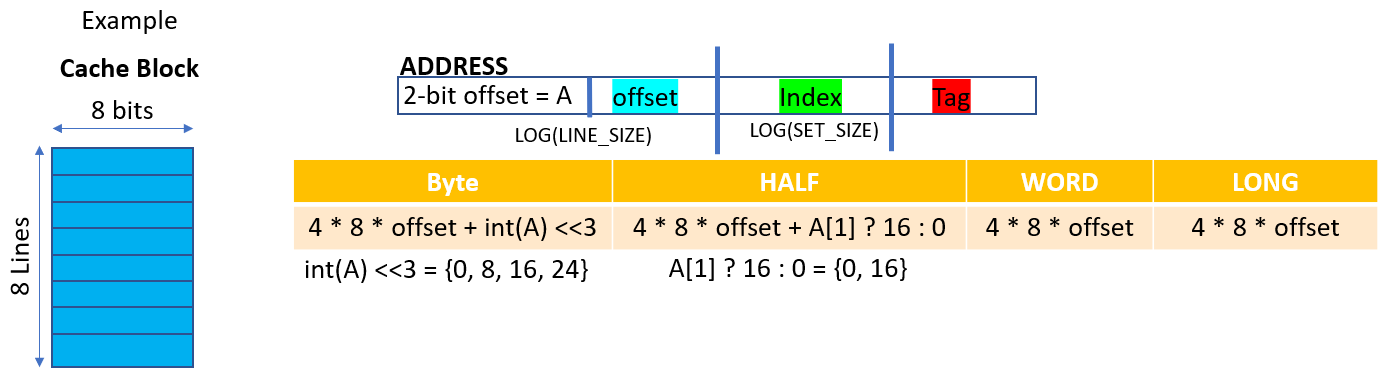 Example
Cache Block
8 bits
8 Lines
ADDRESS
2-bit offset = A offset Index Tag
LOG(LINE_SIZE) LOG(SET_SIZE)
Byte HALF WORD LONG
4 * 8 * offset + int(A) <<3 4 * 8 * offset + A[1] ? 16 : 0 4 * 8 * offset 4 * 8 * offset
int(A) <<3 = {0, 8, 16, 24} A[1] ? 16 : 0 = {0, 16}